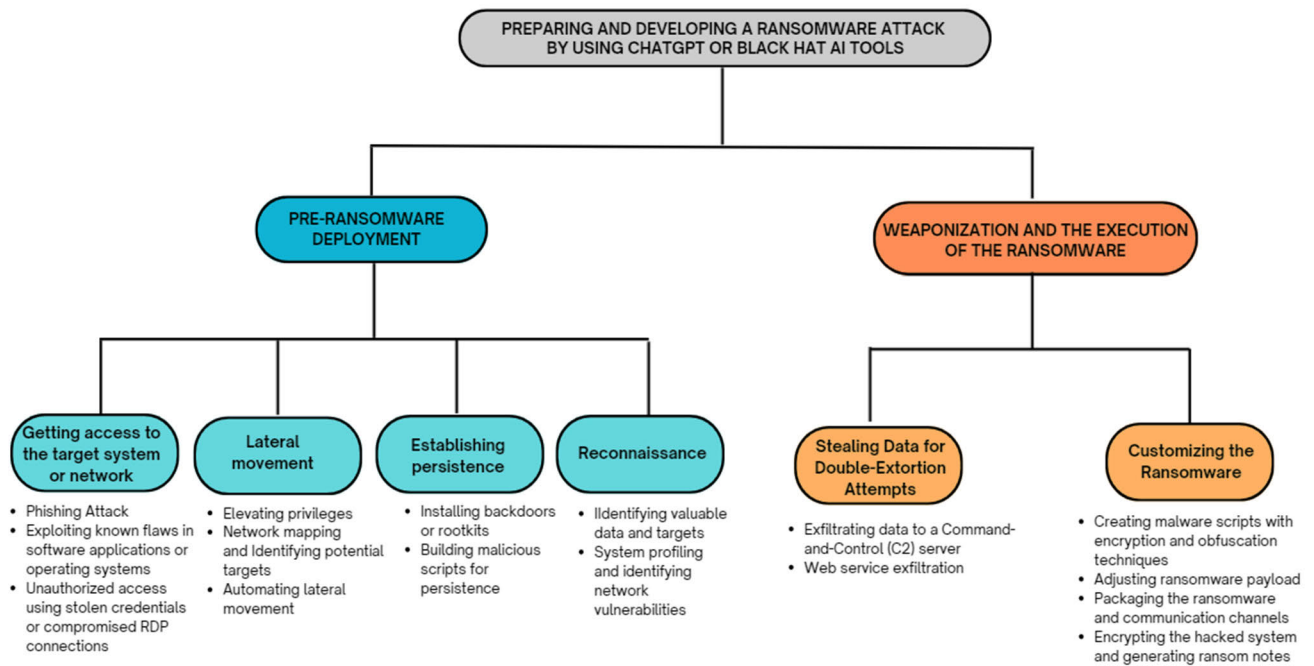 PREPARING AND DEVELOPING A RANSOMWARE ATTACK
BY USING CHATGPT OR BLACK HAT AI TOOLS
PRE-RANSOMWARE
DEPLOYMENT
WEAPONIZATION AND THE EXECUTION
OF THE RANSOMWARE
Getting access to
the target system
or network
• Phishing Attack
• Exploiting known flaws in
software applications or
operating systems
• Unauthorized access
using stolen credentials
or compromised RDP
connections
Lateral
movement
• Elevating privileges
• Network mapping
and Identifying potential
targets
• Automating lateral
movement
Establishing
persistence
• Installing backdoors
or rootkits
• Building malicious
scripts for
persistence
Reconnaissance
• IIdentifying valuable
data and targets
• System profiling
and identifying
network
vulnerabilities
Stealing Data for
Double-Extortion
Attempts
• Exfiltrating data to a Command-
and-Control (C2) server
• Web service exfiltration
Customizing the
Ransomware
• Creating malware scripts with
encryption and obfuscation
techniques
• Adjusting ransomware payload
• Packaging the ransomware
and communication channels
• Encrypting the hacked system
and generating ransom notes